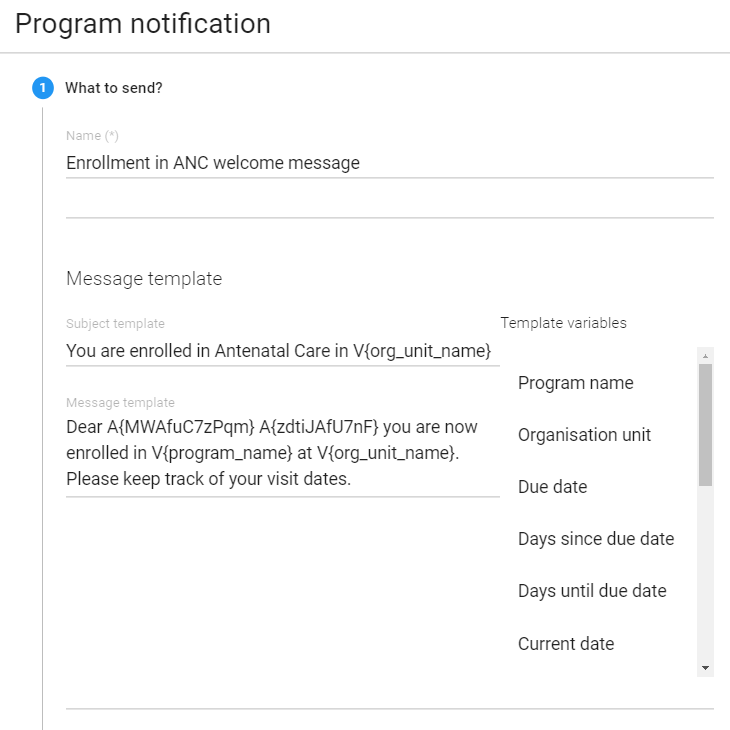 Program notification
1 What to send?
Name (*)
Enrollment in ANC welcome message
Message template
Subject template
You are enrolled in Antenatal Care in V{org_unit_name}
Message template
Dear A{MWAfuC7zPqm} A{zdtiJAfU7nF} you are now
enrolled in V{program_name} at V{org_unit_name}.
Please keep track of your visit dates.
Template variables
Program name
Organisation unit
Due date
Days since due date
Days until due date
Current date